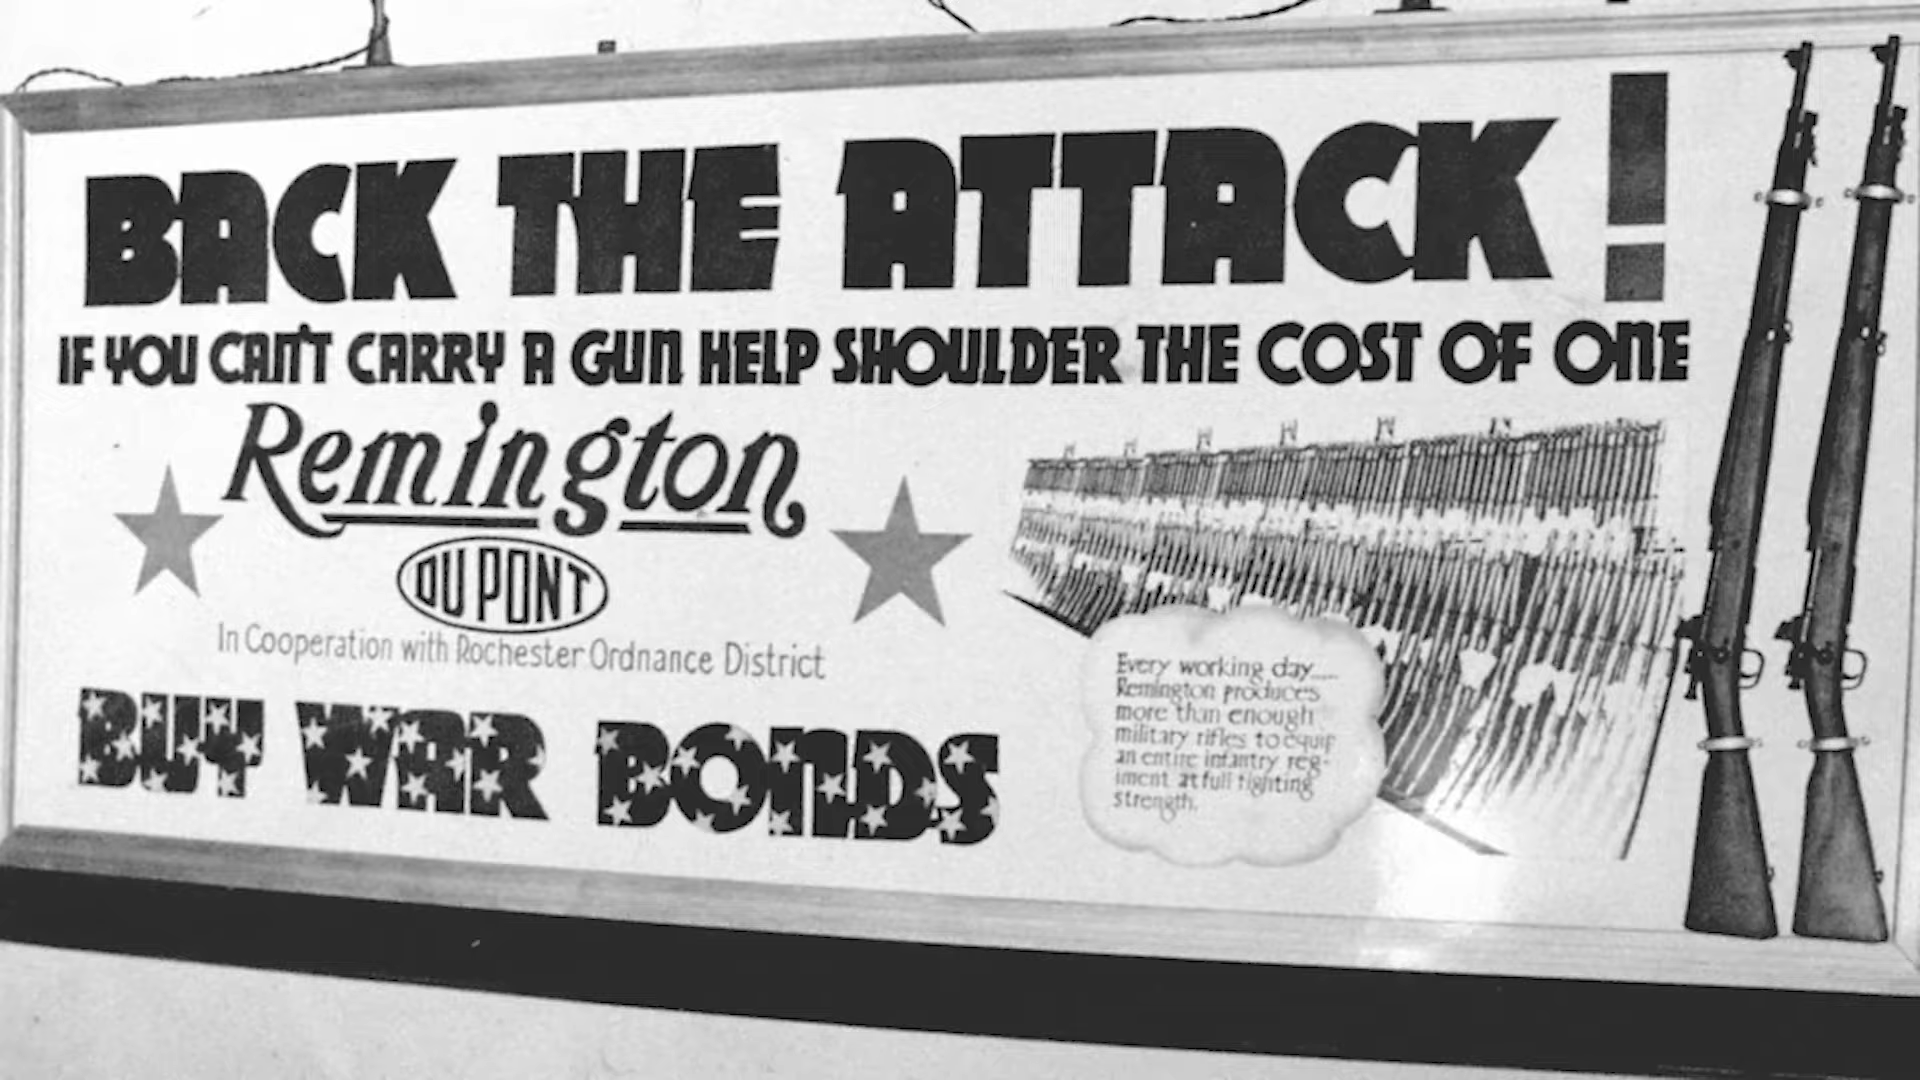 BACK THE ATTACK!
IF YOU CAN'T CARRY A GUN HELP SHOULDER THE COST OF ONE
Remington
DU PONT
In Cooperation with Rochester Ordnance District
BUY WAR BONDS
Every working day.....
Remington produces
more than enough
military rifles to equip
an entire infantry reg-
iment at full fighting
strength.